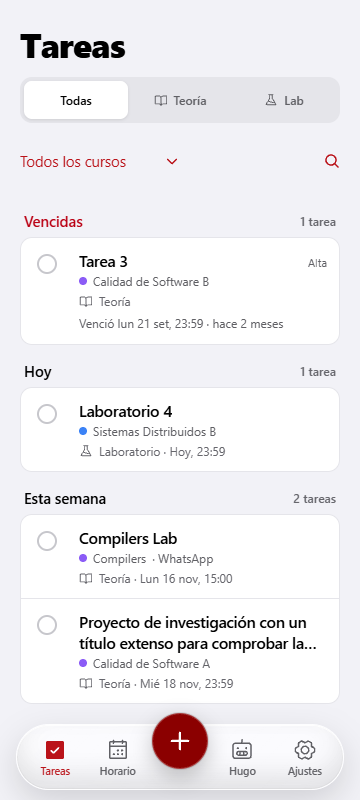 Tareas
Todas
Teoría
Lab
Todos los cursos
Vencidas
1 tarea
Tarea 3
Alta
Calidad de Software B
Teoría
Venció lun 21 set, 23:59 · hace 2 meses
Hoy
1 tarea
Laboratorio 4
Sistemas Distribuidos B
Laboratorio · Hoy, 23:59
Esta semana
2 tareas
Compilers Lab
Compilers · WhatsApp
Teoría · Lun 16 nov, 15:00
Proyecto de investigación con un
título extenso para comprobar la...
Calidad de Software A
Teoría · Mié 18 nov, 23:59
Tareas
Horario
Hugo
Ajustes